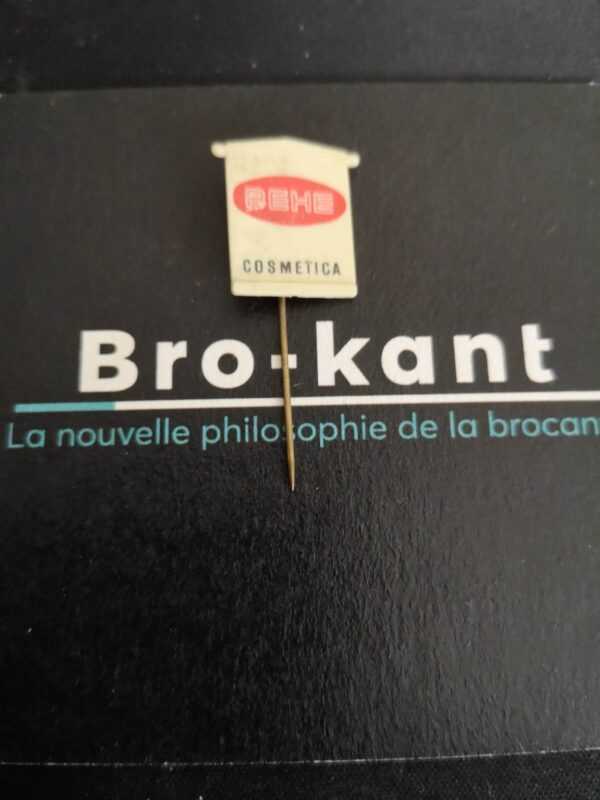 REHE
COSMETICA
Bro-kant
La nouvelle philosophie de la brocan